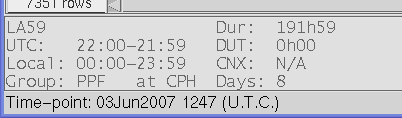 7351 rows
LA59 Dur: 191h59
UTC: 22:00-21:59 DUT: 0h00
Local: 00:00-23:59 CNX: N/A
Group: PPF at CPH Days: 8
Time-point: 03Jun2007 1247 (U.T.C.)